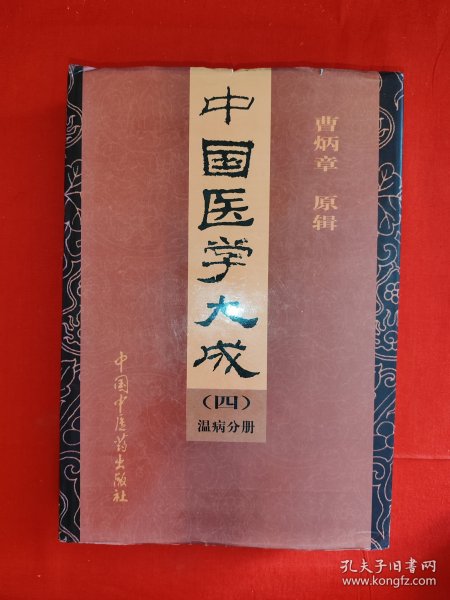 中国医学大成
（四）
温病分册
曹炳章 原辑
中国中医药出版社
孔夫子旧书网
www.kongfz.com